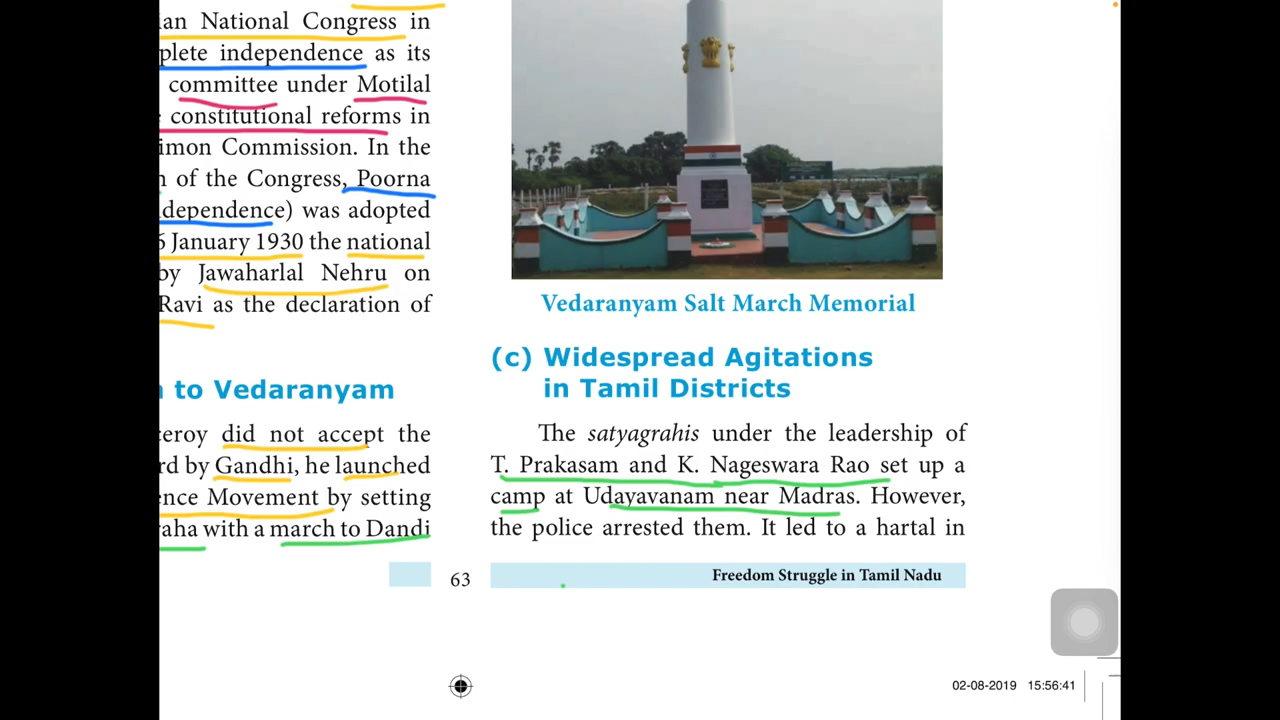 an National Congress in
plete independence as its
committee under Motilal
constitutional reforms in
imon Commission. In the
of the Congress, Poorna
dependence) was adopted
January 1930 the national
by Jawaharlal Nehru on
Ravi as the declaration of
to Vedaranyam
eroy did not accept the
rd by Gandhi, he launched
ence Movement by setting
aha with a march to Dandi
63
Vedaranyam Salt March Memorial
(c) Widespread Agitations
in Tamil Districts
The satyagrahis under the leadership of
T. Prakasam and K. Nageswara Rao set up a
camp at Udayavanam near Madras. However,
the police arrested them. It led to a hartal in
Freedom Struggle in Tamil Nadu
02-08-2019 15:56:41